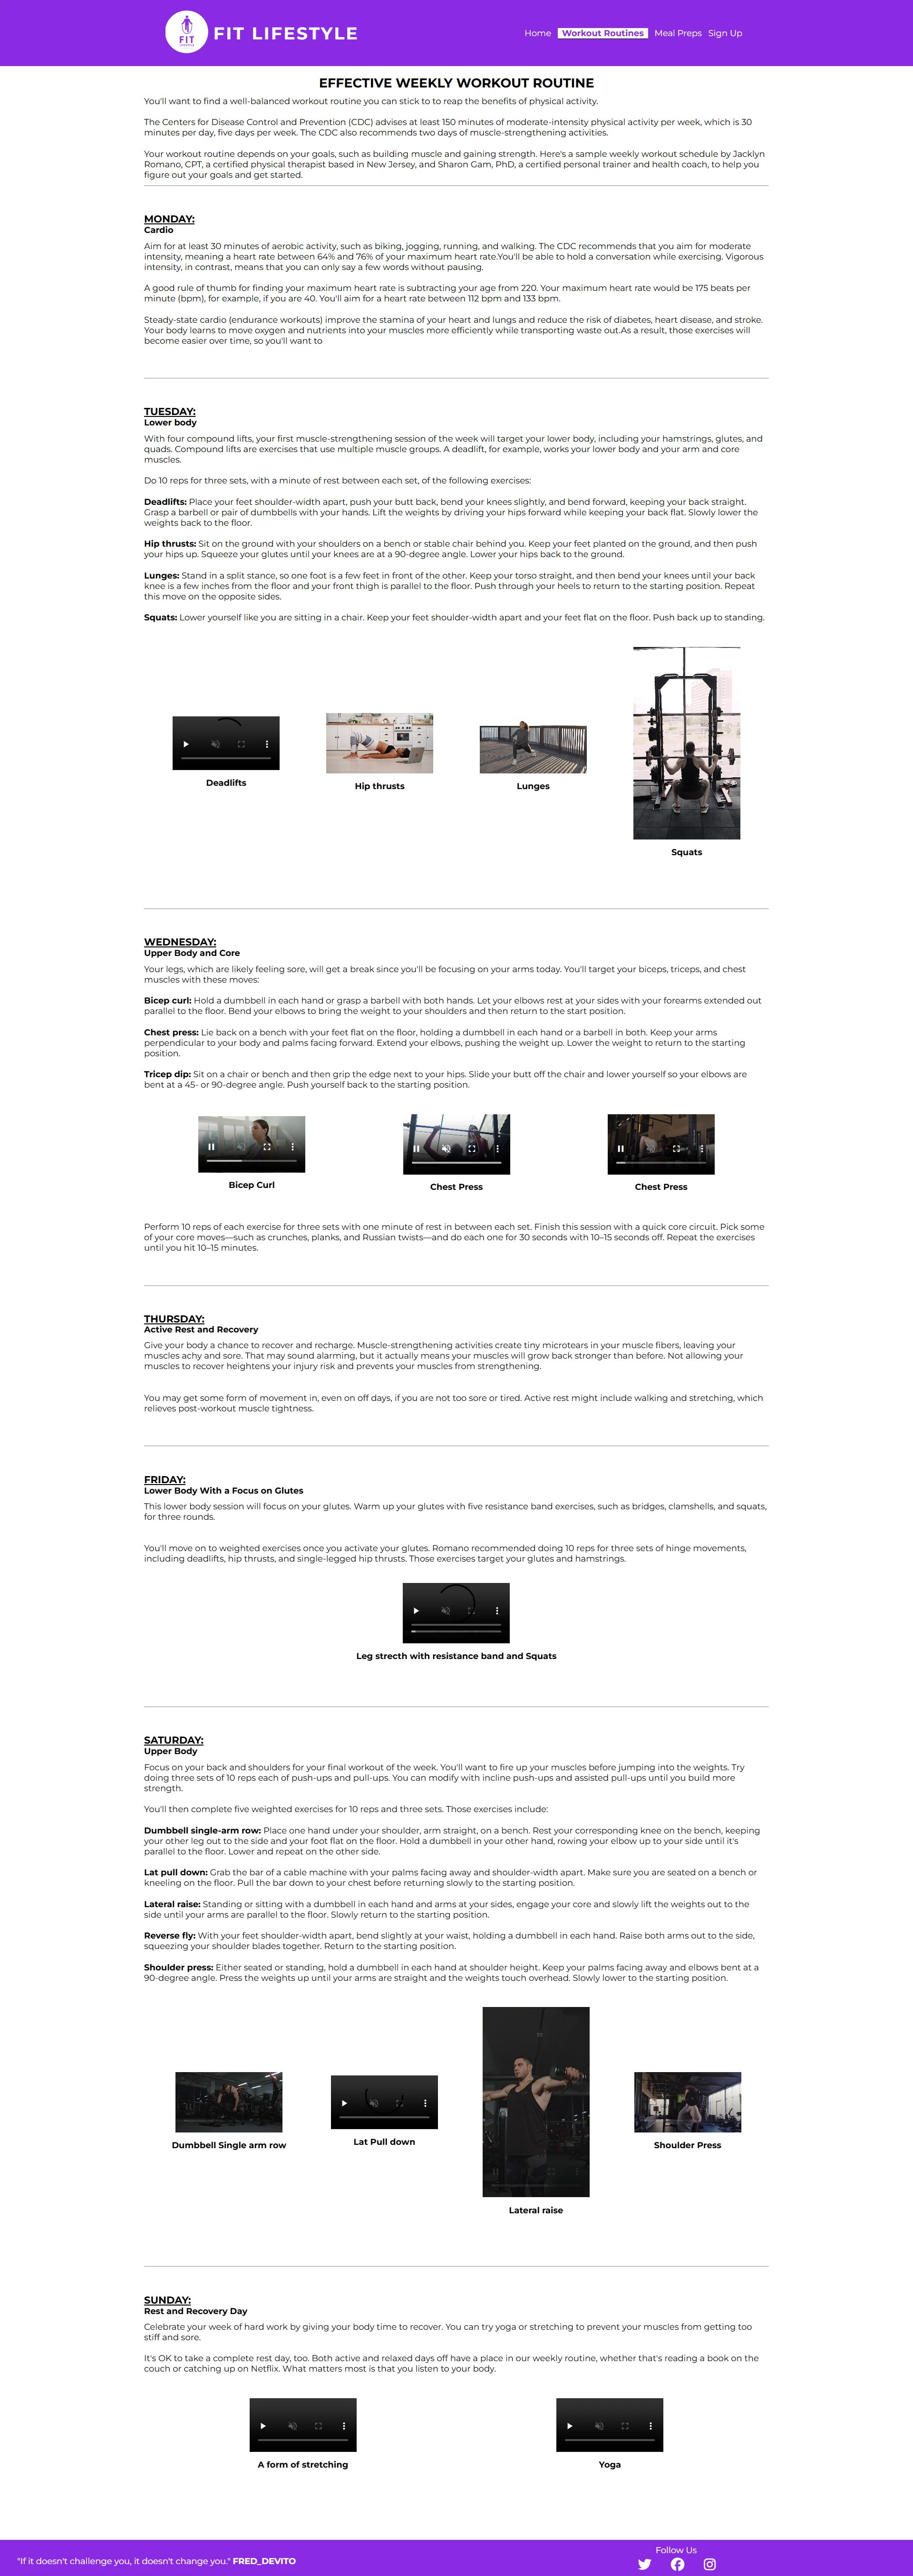 FIT
LIFESTYLE
FIT LIFESTYLE
Home Workout Routines Meal Preps Sign Up
EFFECTIVE WEEKLY WORKOUT ROUTINE
You'll want to find a well-balanced workout routine you can stick to to reap the benefits of physical activity.
The Centers for Disease Control and Prevention (CDC) advises at least 150 minutes of moderate-intensity physical activity per week, which is 30
minutes per day, five days per week. The CDC also recommends two days of muscle-strengthening activities.
Your workout routine depends on your goals, such as building muscle and gaining strength. Here's a sample weekly workout schedule by Jacklyn
Romano, CPT, a certified physical therapist based in New Jersey, and Sharon Gam, PhD, a certified personal trainer and health coach, to help you
figure out your goals and get started.
MONDAY:
Cardio
Aim for at least 30 minutes of aerobic activity, such as biking, jogging, running, and walking. The CDC recommends that you aim for moderate
intensity, meaning a heart rate between 64% and 76% of your maximum heart rate.You'll be able to hold a conversation while exercising. Vigorous
intensity, in contrast, means that you can only say a few words without pausing.
A good rule of thumb for finding your maximum heart rate is subtracting your age from 220. Your maximum heart rate would be 175 beats per
minute (bpm), for example, if you are 40. You'll aim for a heart rate between 112 bpm and 133 bpm.
Steady-state cardio (endurance workouts) improve the stamina of your heart and lungs and reduce the risk of diabetes, heart disease, and stroke.
Your body learns to move oxygen and nutrients into your muscles more efficiently while transporting waste out.As a result, those exercises will
become easier over time, so you'll want to
TUESDAY:
Lower body
With four compound lifts, your first muscle-strengthening session of the week will target your lower body, including your hamstrings, glutes, and
quads. Compound lifts are exercises that use multiple muscle groups. A deadlift, for example, works your lower body and your arm and core
muscles.
Do 10 reps for three sets, with a minute of rest between each set, of the following exercises:
Deadlifts: Place your feet shoulder-width apart, push your butt back, bend your knees slightly, and bend forward, keeping your back straight.
Grasp a barbell or pair of dumbbells with your hands. Lift the weights by driving your hips forward while keeping your back flat. Slowly lower the
weights back to the floor.
Hip thrusts: Sit on the ground with your shoulders on a bench or stable chair behind you. Keep your feet planted on the ground, and then push
your hips up. Squeeze your glutes until your knees are at a 90-degree angle. Lower your hips back to the ground.
Lunges: Stand in a split stance, so one foot is a few feet in front of the other. Keep your torso straight, and then bend your knees until your back
knee is a few inches from the floor and your front thigh is parallel to the floor. Push through your heels to return to the starting position. Repeat
this move on the opposite sides.
Squats: Lower yourself like you are sitting in a chair. Keep your feet shoulder-width apart and your feet flat on the floor. Push back up to standing.
Deadlifts
Hip thrusts
Lunges
Squats
WEDNESDAY:
Upper Body and Core
Your legs, which are likely feeling sore, will get a break since you'll be focusing on your arms today. You'll target your biceps, triceps, and chest
muscles with these moves:
Bicep curl: Hold a dumbbell in each hand or grasp a barbell with both hands. Let your elbows rest at your sides with your forearms extended out
parallel to the floor. Bend your elbows to bring the weight to your shoulders and then return to the start position.
Chest press: Lie back on a bench with your feet flat on the floor, holding a dumbbell in each hand or a barbell in both. Keep your arms
perpendicular to your body and palms facing forward. Extend your elbows, pushing the weight up. Lower the weight to return to the starting
position.
Tricep dip: Sit on a chair or bench and then grip the edge next to your hips. Slide your butt off the chair and lower yourself so your elbows are
bent at a 45- or 90-degree angle. Push yourself back to the starting position.
Bicep Curl
Chest Press
Chest Press
Perform 10 reps of each exercise for three sets with one minute of rest in between each set. Finish this session with a quick core circuit. Pick some
of your core moves—such as crunches, planks, and Russian twists—and do each one for 30 seconds with 10–15 seconds off. Repeat the exercises
until you hit 10–15 minutes.
THURSDAY:
Active Rest and Recovery
Give your body a chance to recover and recharge. Muscle-strengthening activities create tiny microtears in your muscle fibers, leaving your
muscles achy and sore. That may sound alarming, but it actually means your muscles will grow back stronger than before. Not allowing your
muscles to recover heightens your injury risk and prevents your muscles from strengthening.
You may get some form of movement in, even on off days, if you are not too sore or tired. Active rest might include walking and stretching, which
relieves post-workout muscle tightness.
FRIDAY:
Lower Body With a Focus on Glutes
This lower body session will focus on your glutes. Warm up your glutes with five resistance band exercises, such as bridges, clamshells, and squats,
for three rounds.
You'll move on to weighted exercises once you activate your glutes. Romano recommended doing 10 reps for three sets of hinge movements,
including deadlifts, hip thrusts, and single-legged hip thrusts. Those exercises target your glutes and hamstrings.
Leg strecth with resistance band and Squats
SATURDAY:
Upper Body
Focus on your back and shoulders for your final workout of the week. You'll want to fire up your muscles before jumping into the weights. Try
doing three sets of 10 reps each of push-ups and pull-ups. You can modify with incline push-ups and assisted pull-ups until you build more
strength.
You'll then complete five weighted exercises for 10 reps and three sets. Those exercises include:
Dumbbell single-arm row: Place one hand under your shoulder, arm straight, on a bench. Rest your corresponding knee on the bench, keeping
your other leg out to the side and your foot flat on the floor. Hold a dumbbell in your other hand, rowing your elbow up to your side until it's
parallel to the floor. Lower and repeat on the other side.
Lat pull down: Grab the bar of a cable machine with your palms facing away and shoulder-width apart. Make sure you are seated on a bench or
kneeling on the floor. Pull the bar down to your chest before returning slowly to the starting position.
Lateral raise: Standing or sitting with a dumbbell in each hand and arms at your sides, engage your core and slowly lift the weights out to the
side until your arms are parallel to the floor. Slowly return to the starting position.
Reverse fly: With your feet shoulder-width apart, bend slightly at your waist, holding a dumbbell in each hand. Raise both arms out to the side,
squeezing your shoulder blades together. Return to the starting position.
Shoulder press: Either seated or standing, hold a dumbbell in each hand at shoulder height. Keep your palms facing away and elbows bent at a
90-degree angle. Press the weights up until your arms are straight and the weights touch overhead. Slowly lower to the starting position.
Dumbbell Single arm row
Lat Pull down
Lateral raise
Shoulder Press
SUNDAY:
Rest and Recovery Day
Celebrate your week of hard work by giving your body time to recover. You can try yoga or stretching to prevent your muscles from getting too
stiff and sore.
It's OK to take a complete rest day, too. Both active and relaxed days off have a place in our weekly routine, whether that's reading a book on the
couch or catching up on Netflix. What matters most is that you listen to your body.
A form of stretching
Yoga
"If it doesn't challenge you, it doesn't change you." FRED_DEVITO
Follow Us